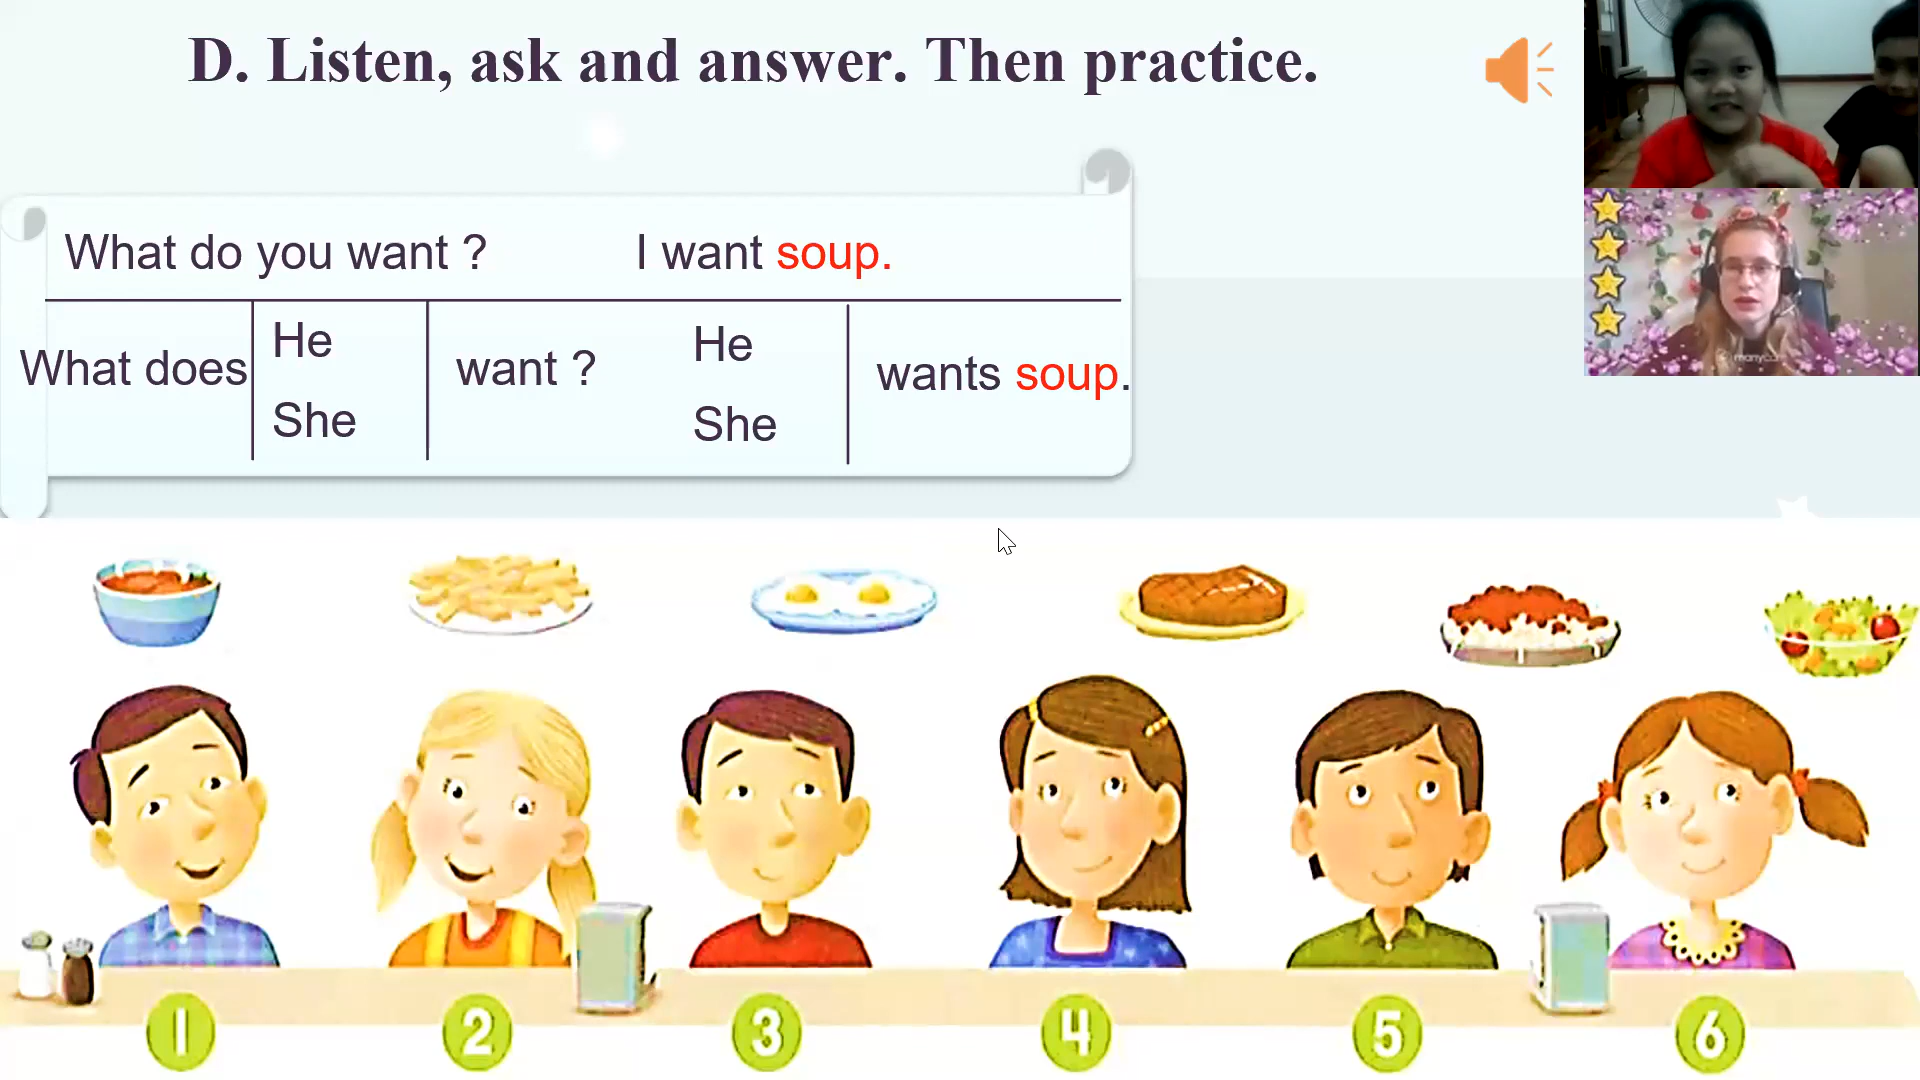 D. Listen, ask and answer. Then practice.
What do you want ? I want soup.
What does He She want ? He She wants soup.
manycam
1 2 3 4 5 6